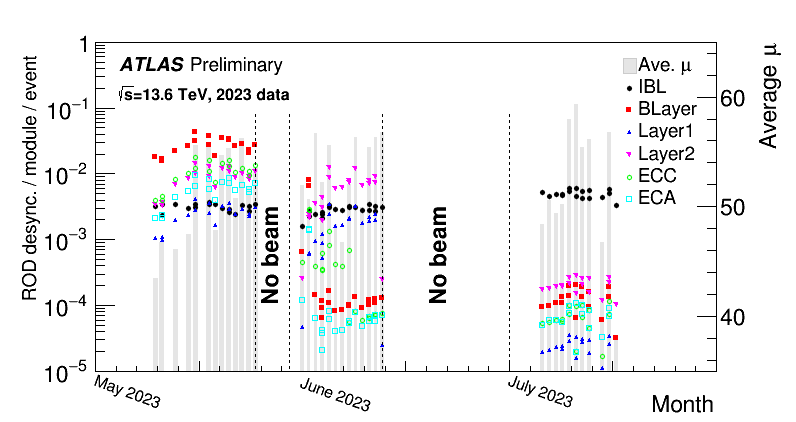 ATLAS Preliminary
√s=13.6 TeV, 2023 data
ROD desync. / module / event
1
10⁻¹
10⁻²
10⁻³
10⁻⁴
10⁻⁵
No beam
No beam
Ave. μ
IBL
BLayer
Layer1
Layer2
ECC
ECA
Average μ
60
50
40
May 2023
June 2023
July 2023
Month